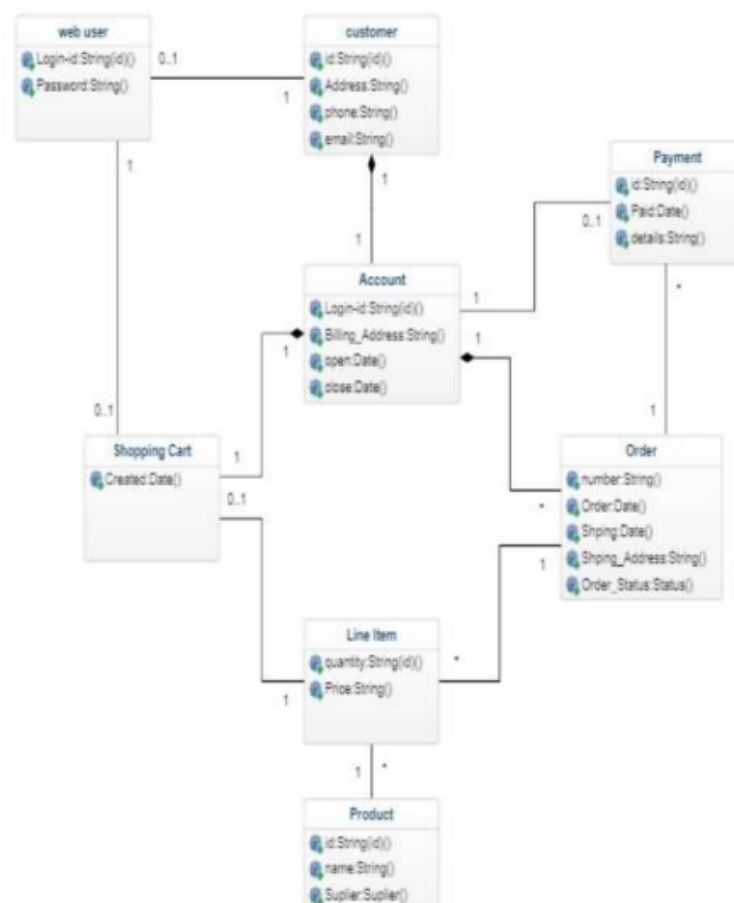 web user
Login-id:String(id)()
Password:String()
0..1
1
customer
id:String(id)()
Address:String()
phone:String()
email:String()
1
1
1
0..1
Payment
id:String(id)()
Paid:Date()
details:String()
0..1
1
*
1
Account
Login-id:String(id)()
Billing_Address:String()
open:Date()
close:Date()
1
1
1
*
Shopping Cart
Created:Date()
0..1
1
Order
number:String()
Order:Date()
Shping:Date()
Shping_Address:String()
Order_Status:Status()
1
*
Line Item
quantity:String(id)()
Price:String()
1
*
Product
id:String(id)()
name:String()
Suplier:Suplier()